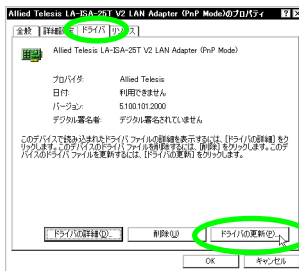 Allied Telesis LA-ISA-25T V2 LAN Adapter (PnP Mode)のプロパティ
全般 ドライバ
Allied Telesis LA-ISA-25T V2 LAN Adapter (PnP Mode)
プロバイダ: Allied Telesis
日付: 利用できません
バージョン: 5.100.101.2000
デジタル署名者: デジタル署名されていません
このデバイスで読み込まれたドライバ ファイルの詳細を表示するには、[ドライバの詳細] をク
リックします。このデバイスのドライバ ファイルを削除するには、[削除] をクリックします。このデ
バイスのドライバ ファイルを更新するには、[ドライバの更新] をクリックします。
ドライバの詳細(D)... 削除(U) ドライバの更新(P)...
OK キャンセル